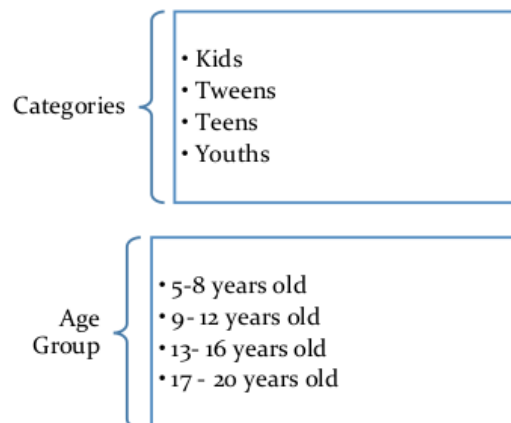 Categories
• Kids
• Tweens
• Teens
• Youths
Age
Group
• 5-8 years old
• 9- 12 years old
• 13- 16 years old
• 17 - 20 years old